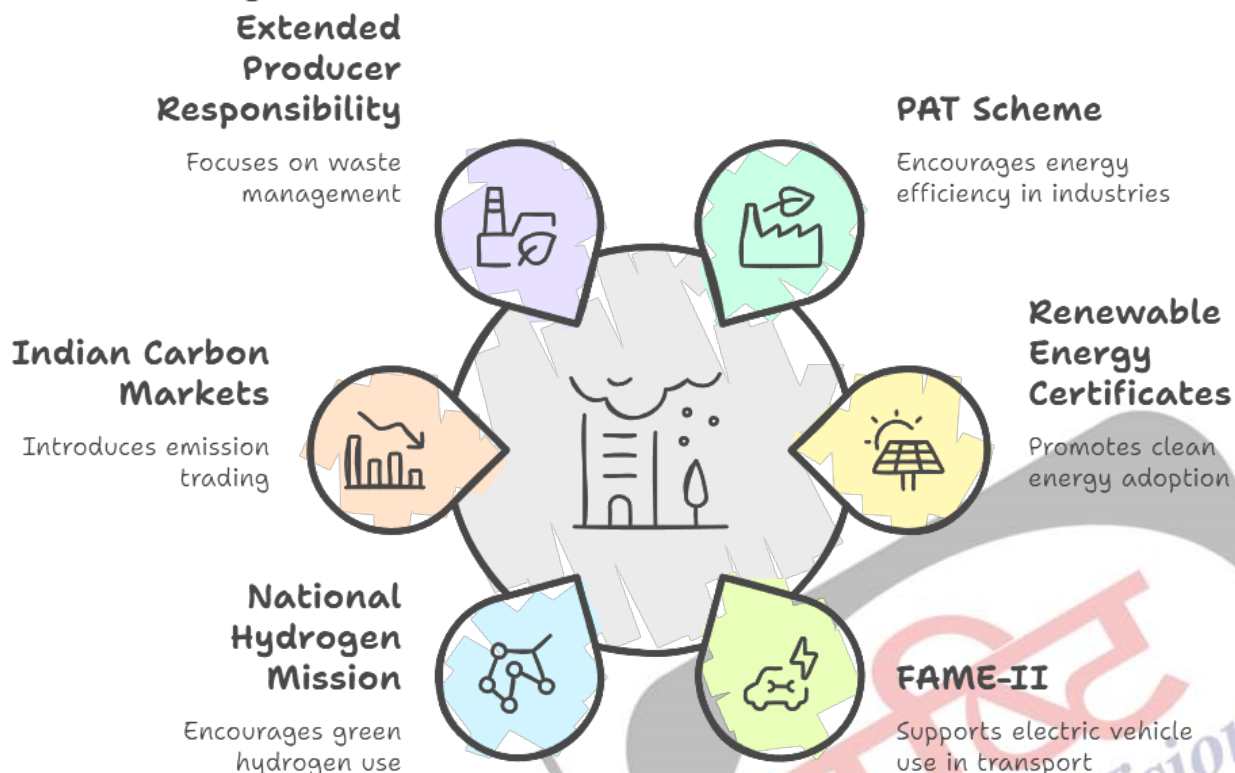 Extended
Producer
Responsibility
Focuses on waste
management
PAT Scheme
Encourages energy
efficiency in industries
Indian Carbon
Markets
Introduces emission
trading
Renewable
Energy
Certificates
Promotes clean
energy adoption
National
Hydrogen
Mission
Encourages green
hydrogen use
FAME-II
Supports electric vehicle
use in transport